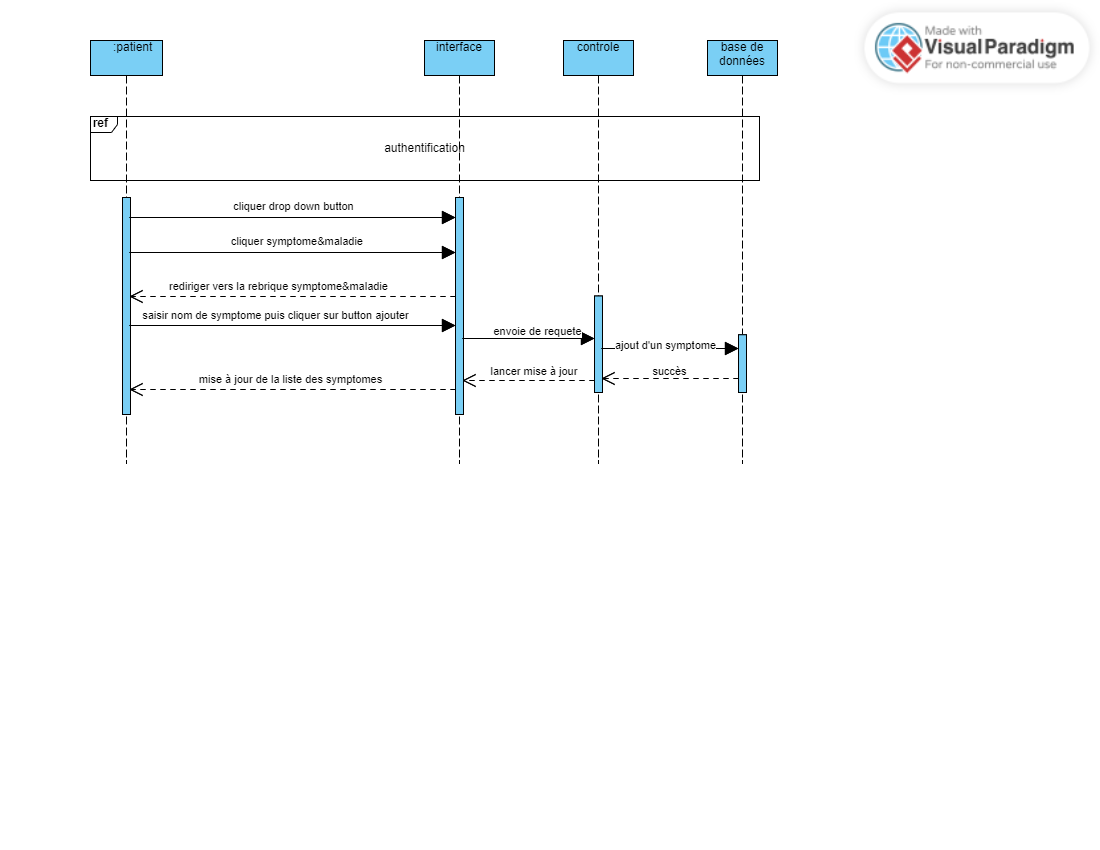 Made with
Visual Paradigm
For non-commercial use
:patient
interface
controle
base de
données
ref
authentification
cliquer drop down button
cliquer symptome&maladie
rediriger vers la rebrique symptome&maladie
saisir nom de symptome puis cliquer sur button ajouter
envoie de requete
ajout d'un symptome
succès
lancer mise à jour
mise à jour de la liste des symptomes